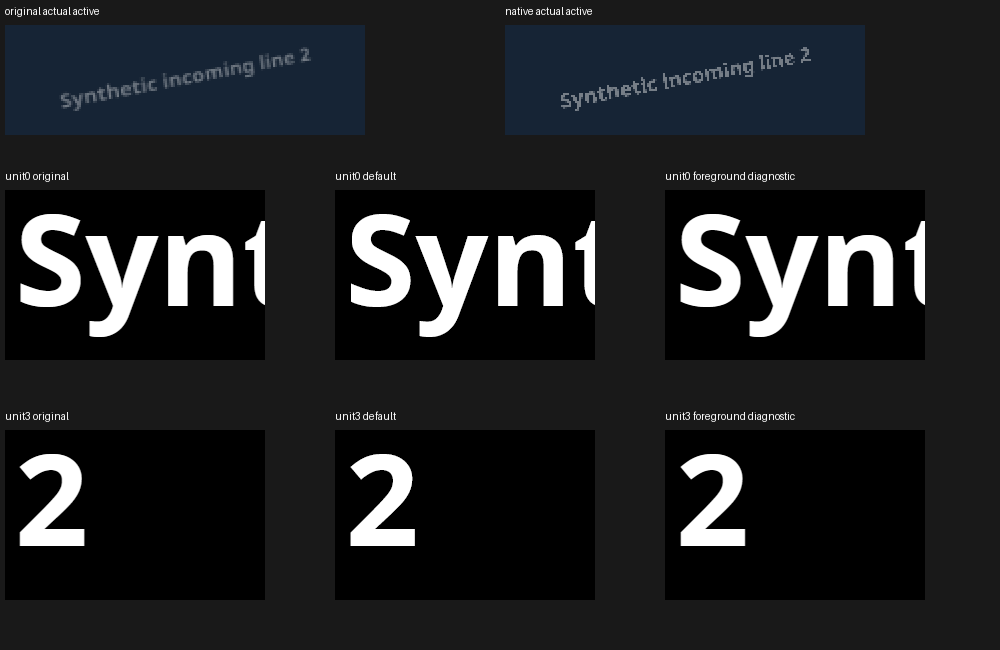 original actual active
native actual active
Synthetic incoming line 2
Synthetic incoming line 2
unit0 original
unit0 default
unit0 foreground diagnostic
Synt
Synt
Synt
unit3 original
unit3 default
unit3 foreground diagnostic
2
2
2